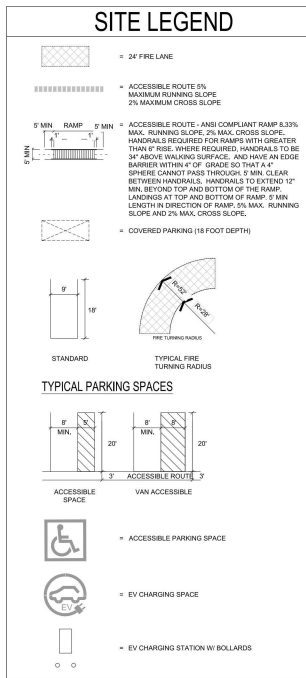 SITE LEGEND
= 24' FIRE LANE
= ACCESSIBLE ROUTE 5%
MAXIMUM RUNNING SLOPE
2% MAXIMUM CROSS SLOPE
5' MIN RAMP 5' MIN
1' 1'
5' MIN
= ACCESSIBLE ROUTE - ANSI COMPLIANT RAMP 8.33%
MAX. RUNNING SLOPE, 2% MAX. CROSS SLOPE.
HANDRAILS REQUIRED FOR RAMPS WITH GREATER
THAN 6" RISE. WHERE REQUIRED, HANDRAILS TO BE
34" ABOVE WALKING SURFACE. AND HAVE AN EDGE
BARRIER WITHIN 4" OF GRADE SO THAT A 4"
SPHERE CANNOT PASS THROUGH. 5' MIN. CLEAR
BETWEEN HANDRAILS. HANDRAILS TO EXTEND 12"
MIN. BEYOND TOP AND BOTTOM OF THE RAMP.
LANDINGS AT TOP AND BOTTOM OF RAMP. 5' MIN
LENGTH IN DIRECTION OF RAMP, 5% MAX. RUNNING
SLOPE AND 2% MAX. CROSS SLOPE.
= COVERED PARKING (18 FOOT DEPTH)
9'
18'
STANDARD
R=52'
R=28'
FIRE TURNING RADIUS
TYPICAL FIRE
TURNING RADIUS
TYPICAL PARKING SPACES
8' 5' 8' 8'
MIN. MIN.
20' 20'
3' ACCESSIBLE ROUTE 3'
ACCESSIBLE
SPACE
VAN ACCESSIBLE
= ACCESSIBLE PARKING SPACE
EV
= EV CHARGING SPACE
= EV CHARGING STATION W/ BOLLARDS